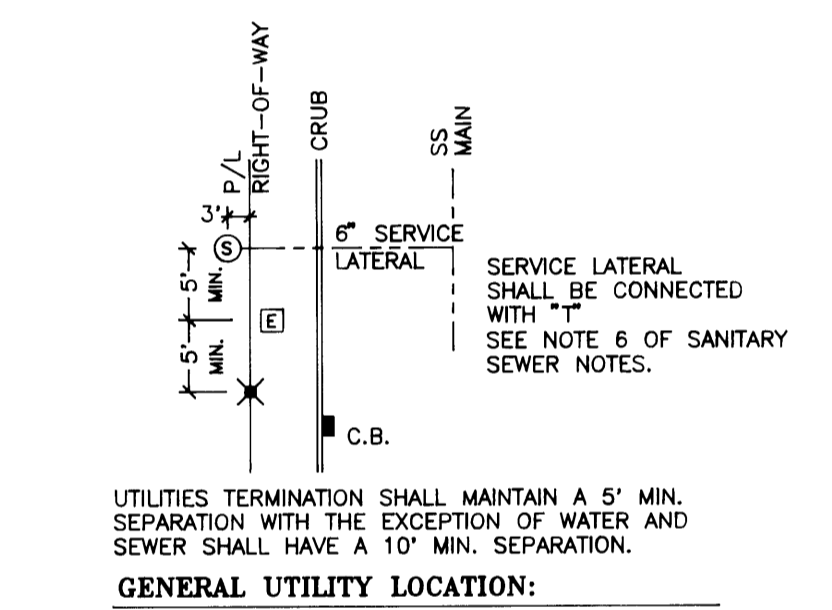 P/L
RIGHT-OF-WAY
CRUB
SS
MAIN
3'
S
6" SERVICE
LATERAL
5'
MIN.
E
5'
MIN.
SERVICE LATERAL
SHALL BE CONNECTED
WITH "T"
SEE NOTE 6 OF SANITARY
SEWER NOTES.
C.B.
UTILITIES TERMINATION SHALL MAINTAIN A 5' MIN.
SEPARATION WITH THE EXCEPTION OF WATER AND
SEWER SHALL HAVE A 10' MIN. SEPARATION.
GENERAL UTILITY LOCATION: